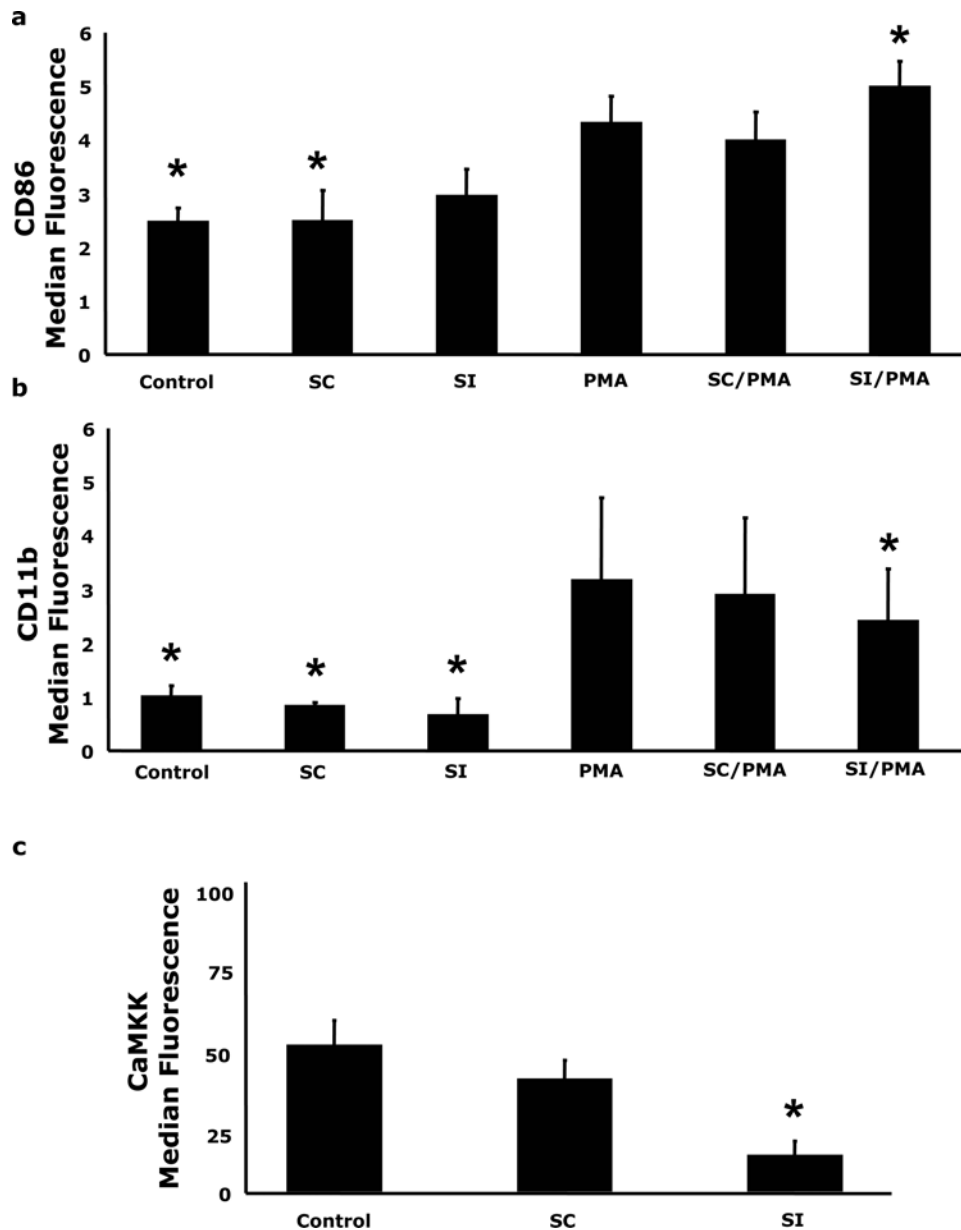 a
CD86
Median Fluorescence
6
5
4
3
2
1
0
*
*
*
Control SC SI PMA SC/PMA SI/PMA
b
CD11b
Median Fluorescence
6
5
4
3
2
1
0
*
*
*
*
Control SC SI PMA SC/PMA SI/PMA
c
CaMKK
Median Fluorescence
100
75
50
25
0
*
Control SC SI